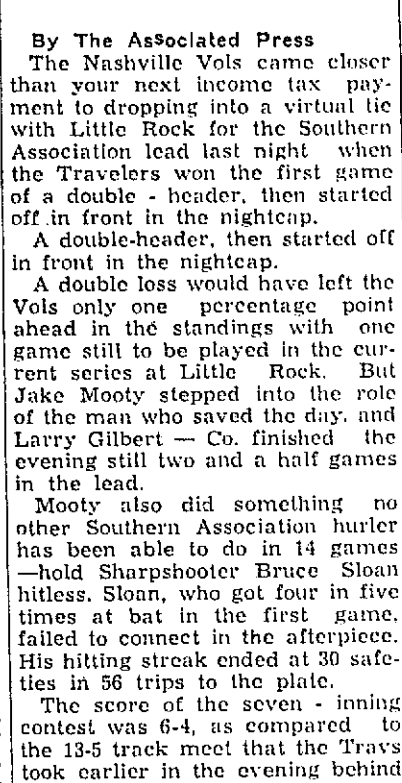 By The Associated Press
The Nashville Vols came closer
than your next income tax pay-
ment to dropping into a virtual tie
with Little Rock for the Southern
Association lead last night when
the Travelers won the first game
of a double - header, then started
off in front in the nightcap.
A double-header, then started off
in front in the nightcap.
A double loss would have left the
Vols only one percentage point
ahead in the standings with one
game still to be played in the cur-
rent series at Little Rock. But
Jake Mooty stepped into the role
of the man who saved the day, and
Larry Gilbert — Co. finished the
evening still two and a half games
in the lead.
Mooty also did something no
other Southern Association hurler
has been able to do in 14 games
—hold Sharpshooter Bruce Sloan
hitless. Sloan, who got four in five
times at bat in the first game,
failed to connect in the afterpiece.
His hitting streak ended at 30 safe-
ties in 56 trips to the plate.
The score of the seven - inning
contest was 6-4, as compared to
the 13-5 track meet that the Travs
took earlier in the evening behind